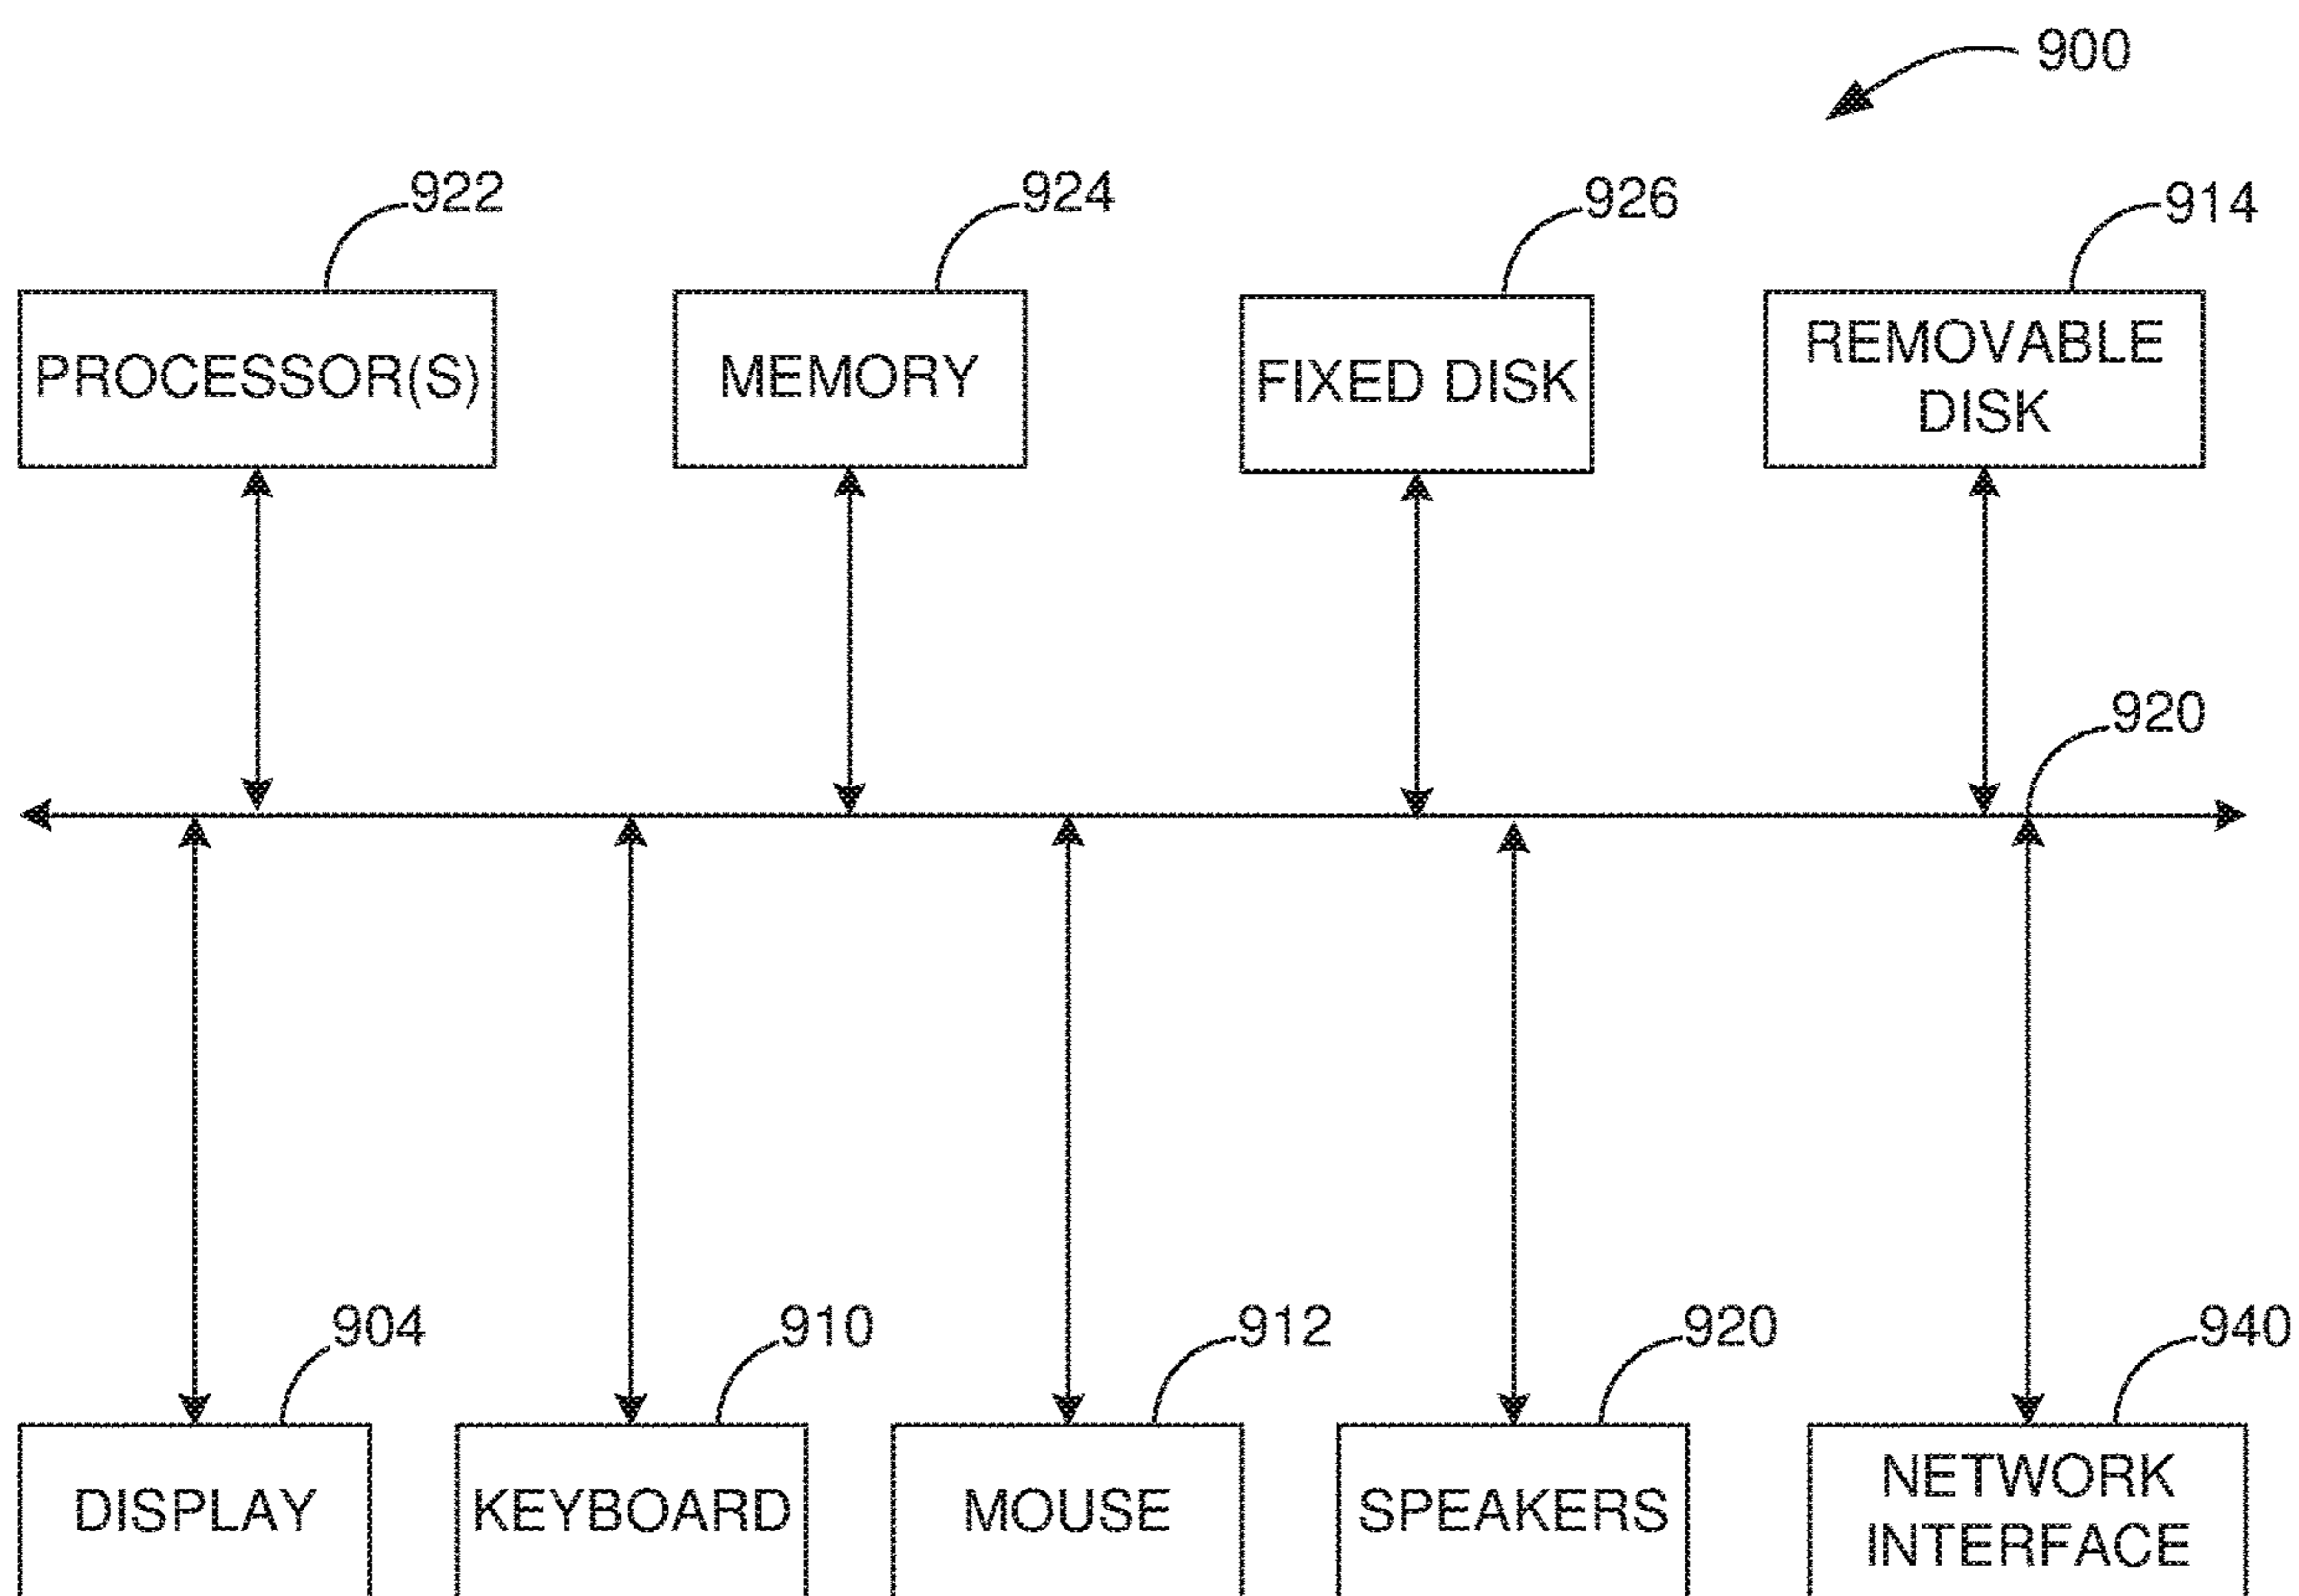 900
922
924
926
914
PROCESSOR(S)
MEMORY
FIXED DISK
REMOVABLE
DISK
920
904
910
912
920
940
DISPLAY
KEYBOARD
MOUSE
SPEAKERS
NETWORK
INTERFACE